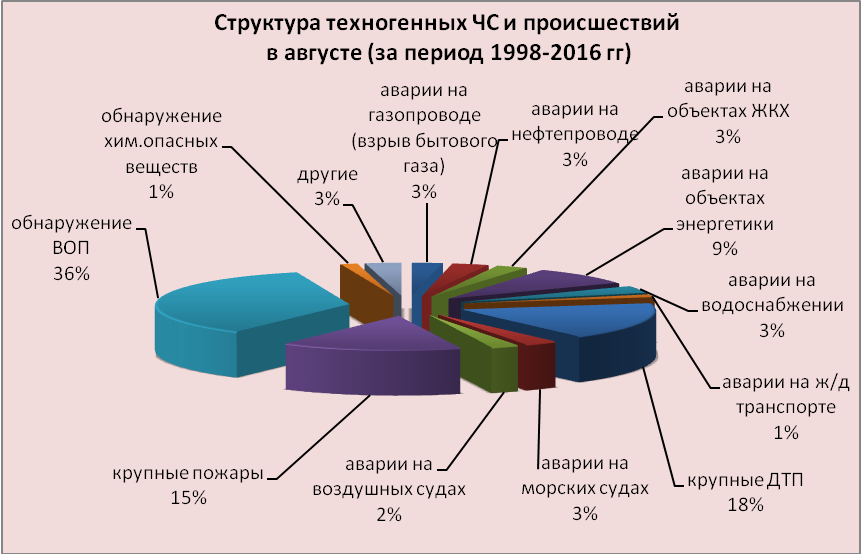 Структура техногенных ЧС и происшествий
в августе (за период 1998-2016 гг)
аварии на
газопроводе
(взрыв бытового
газа)
3%
аварии на
нефтепроводе
3%
аварии на
объектах ЖКХ
3%
аварии на
объектах
энергетики
9%
аварии на
водоснабжении
3%
аварии на ж/д
транспорте
1%
крупные ДТП
18%
аварии на
морских судах
3%
аварии на
воздушных судах
2%
крупные пожары
15%
обнаружение
ВОП
36%
обнаружение
хим.опасных
веществ
1%
другие
3%